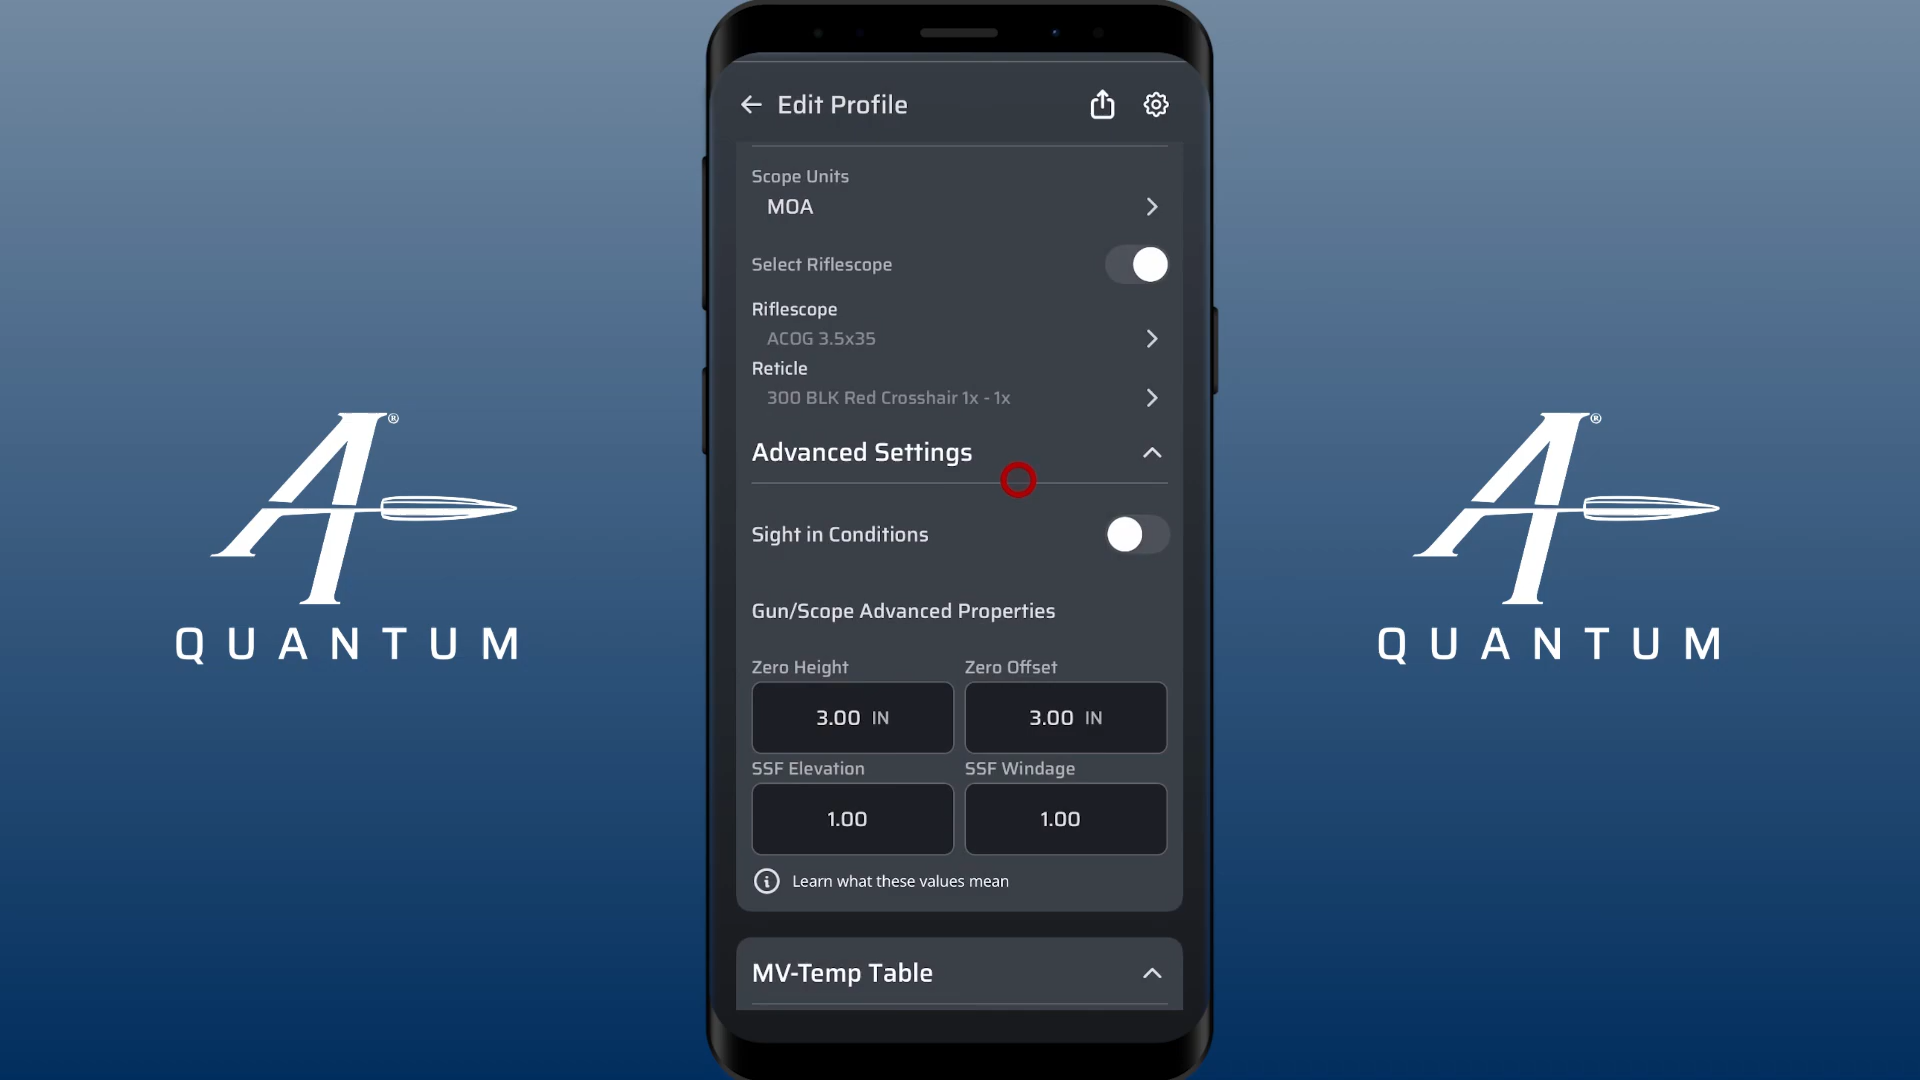 Edit Profile
Scope Units
MOA
Select Riflescope
Riflescope
ACOG 3.5x35
Reticle
300 BLK Red Crosshair 1x - 1x
Advanced Settings
Sight in Conditions
Gun/Scope Advanced Properties
Zero Height Zero Offset
3.00 IN 3.00 IN
SSF Elevation SSF Windage
1.00 1.00
Learn what these values mean
MV-Temp Table
A®
QUANTUM
A®
QUANTUM